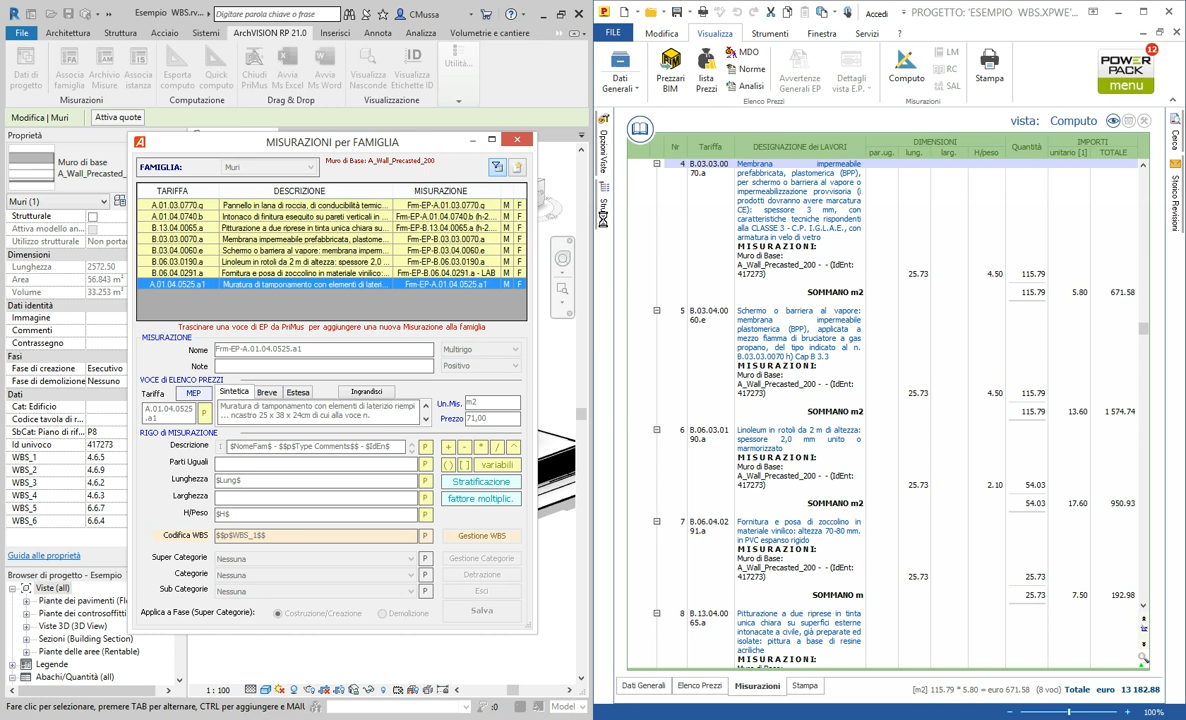 Esempio WBS.rv...
Digitare parola chiave o frase
CMussa
File
Architettura
Struttura
Acciaio
Sistemi
ArchVISION RP 21.0
Inserisci
Annota
Analizza
Volumetrie e cantiere
Dati di progetto
Associa famiglia
Archivio Misure
Associa istanza
Esporta computo
Quick computo
Chiudi PriMus
Avvia Ms Excel
Avvia Ms Word
Visualizza Nasconde
Visualizza Etichette ID
Utilità...
Misurazioni
Computazione
Drag & Drop
Visualizzazione
Modifica | Muri
Attivare quote
Proprietà
Muro di base
A_Wall_Precasted_
Muri (1)
Strutturale
Attiva modello an...
Utilizzo strutturale Non portan
Dimensioni
Lunghezza 2572.50
Area 56.843 m²
Volume 33.253 m³
Dati identità
Immagine
Commenti
Contrassegno
Fasi
Fase di creazione Esecutivo
Fase di demolizione Nessuno
Dati
Cat: Edificio
Codice tavola di r...
SbCat: Piano di rif... P8
Id univoco 417273
WBS_1 4.6.5
WBS_2 4.6.9
WBS_3 4.6.2
WBS_4 4.6.3
WBS_5 6.6.7
WBS_6 6.6.4
Guida alle proprietà
Browser di progetto - Esempio
Viste (all)
Piante dei pavimenti (Fl
Piante dei controsoffitti
Viste 3D (3D View)
Sezioni (Building Section)
Piante delle aree (Rentable)
Legende
Abachi/Quantità (all)
MISURAZIONI per FAMIGLIA
FAMIGLIA: Muri
Muro di Base: A_Wall_Precasted_200
TARIFFA DESCRIZIONE MISURAZIONE
A.01.03.0770.g Pannello in lana di roccia, di conducibilità termic... Frm-EP-A.01.03.0770.g M F
A.01.04.0740.b Intonaco di finitura eseguito su pareti verticali in ... Frm-EP-A.01.04.0740.b (h-2... M F
B.13.04.0065.a Pitturazione a due riprese in tinta unica chiara su... Frm-EP-B.13.04.0065.a (h-2... M F
B.03.03.0070.a Membrana impermeabile prefabbricata, plastome... Frm-EP-B.03.03.0070.a M F
B.03.04.0060.e Schermo o barriera al vapore: membrana imperm... Frm-EP-B.03.04.0060.e M F
B.06.03.0190.a Linoleum in rotoli da 2 m di altezza: spessore 2,0 ... Frm-EP-B.06.03.0190.a M F
B.06.04.0291.a Fornitura e posa di zoccolino in materiale vinilico:... Frm-EP-B.06.04.0291.a - LAB M F
A.01.04.0525.a1 Muratura di tamponamento con elementi di lateri... Frm-EP-A.01.04.0525.a1 M F
Trascinare una voce di EP da PriMus per aggiungere una nuova Misurazione alla famiglia
MISURAZIONE
Nome Frm-EP-A.01.04.0525.a1 Multirigo
Note Positivo
VOCE di ELENCO PREZZI
Tariffa MEP Sintetica Breve Estesa Ingrandisci
A.01.04.0525 .a1
P
Muratura di tamponamento con elementi di laterizio riempi
... ncastro 25 x 38 x 24cm di cui alla voce n.
Un.Mis. m2
Prezzo 71,00
RIGO di MISURAZIONE
Descrizione $NomeFam$ - $$p$Type Comments$$ - $IdEn$ P + - * / ^
Parti Uguali P ( ) [ ] variabili
Lunghezza $Lung$ P Stratificazione
Larghezza P fattore moltiplic.
H/Peso $H$ P
Codifica WBS $$p$WBS_1$$ P Gestione WBS
Super Categorie Nessuna P Gestione Categorie
Categorie Nessuna P Detrazione
Sub Categorie Nessuna P Esci
Applica a Fase (Super Categorie): Costruzione/Creazione Demolizione Salva
1 : 100
Fare clic per selezionare, premere TAB per alternare, CTRL per aggiungere e MAIU
:0
Model
Accedi
PROGETTO: 'ESEMPIO WBS.XPWE'...
FILE
Modifica
Visualizza
Strumenti
Finestra
Servizi
?
Dati Generali
Prezzari BIM
lista Prezzi
MDO
Norme
Analisi
Avvertenze Generali EP
Dettagli vista E.P.
Computo
LM
RC
SAL
Stampa
POWER PACK menu
12
Elenco Prezzi
Misurazioni
Opzioni Viste
Cerca
Storico Revisioni
vista: Computo
Nr Tariffa DESIGNAZIONE dei LAVORI DIMENSIONI Quantità IMPORTI
par.ug. lung. larg. H/peso unitario [1] TOTALE
4 B.03.03.00 70.a
Membrana impermeabile
prefabbricata, plastomerica (BPP),
per schermo o barriera al vapore o
impermeabilizzazione provvisoria (i
prodotti dovranno avere marcatura
CE): spessore 3 mm, con
caratteristiche tecniche rispondenti
alla CLASSE 3 - C.P. I.G.L.A.E., con
armatura in velo di vetro
MISURAZIONI:
Muro di Base:
A_Wall_Precasted_200 - - (IdEnt:
417273) 25.73 4.50 115.79
SOMMANO m2 115.79 5.80 671.58
5 B.03.04.00 60.e
Schermo o barriera al vapore:
membrana impermeabile
plastomerica (BPP), applicata a
mezzo fiamma di bruciatore a gas
propano, del tipo indicato al n.
B.03.03.0070 h) Cap B 3.3
MISURAZIONI:
Muro di Base:
A_Wall_Precasted_200 - - (IdEnt:
417273) 25.73 4.50 115.79
SOMMANO m2 115.79 13.60 1 574.74
6 B.06.03.01 90.a
Linoleum in rotoli da 2 m di altezza:
spessore 2,0 mm unito o
marmorizzato
MISURAZIONI:
Muro di Base:
A_Wall_Precasted_200 - - (IdEnt:
417273) 25.73 2.10 54.03
SOMMANO m2 54.03 17.60 950.93
7 B.06.04.02 91.a
Fornitura e posa di zoccolino in
materiale vinilico: altezza 70-80 mm.
in PVC espanso rigido
MISURAZIONI:
Muro di Base:
A_Wall_Precasted_200 - - (IdEnt:
417273) 25.73 25.73
SOMMANO m 25.73 7.50 192.98
8 B.13.04.00 65.a
Pitturazione a due riprese in tinta
unica chiara su superfici esterne
intonacate a civile, già preparate ed
isolate: pittura a base di resine
acriliche
MISURAZIONI:
Dati Generali
Elenco Prezzi
Misurazioni
Stampa
[m2] 115.79 * 5.80 = euro 671.58 (8 voci) Totale euro 13 182.88
100%